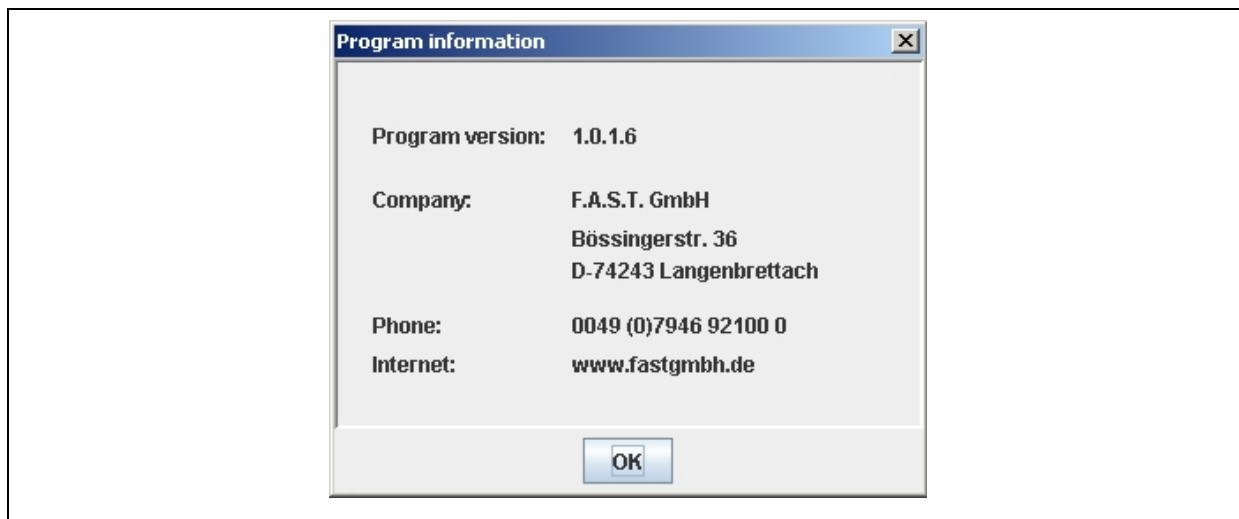 Program information
Program version: 1.0.1.6
Company: F.A.S.T. GmbH
Bössingerstr. 36
D-74243 Langenbrettach
Phone: 0049 (0)7946 92100 0
Internet: www.fastgmbh.de
OK